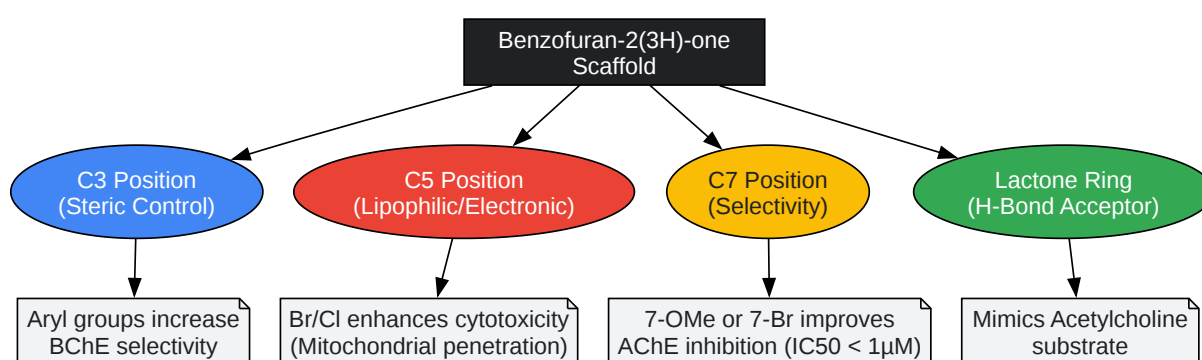 Benzofuran-2(3H)-one
Scaffold
C3 Position
(Steric Control)
C5 Position
(Lipophilic/Electronic)
C7 Position
(Selectivity)
Lactone Ring
(H-Bond Acceptor)
Aryl groups increase
BChE selectivity
Br/Cl enhances cytotoxicity
(Mitochondrial penetration)
7-OMe or 7-Br improves
AChE inhibition (IC50 < 1µM)
Mimics Acetylcholine
substrate